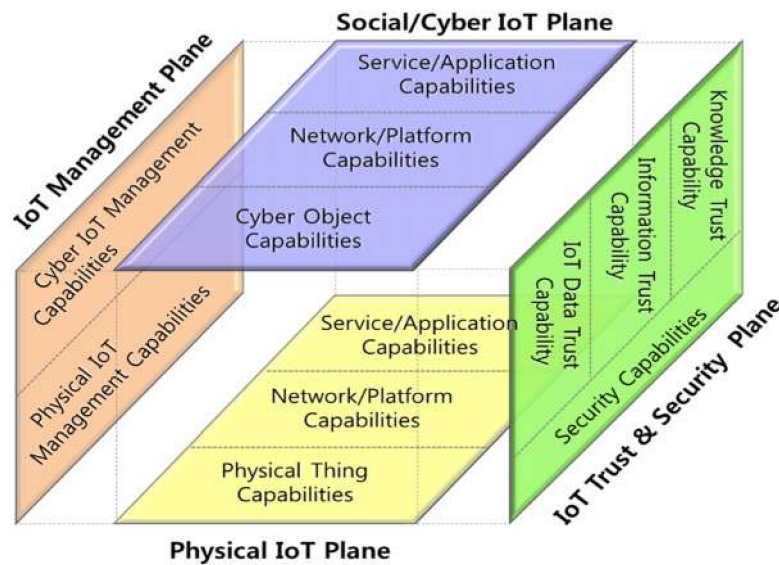 Social/Cyber IoT Plane
Service/Application
Capabilities
Network/Platform
Capabilities
Cyber Object
Capabilities
IoT Management Plane
Cyber IoT Management
Capabilities
Physical IoT
Management Capabilities
Knowledge Trust
Capability
Information Trust
Capability
IoT Data Trust
Capability
Security Capabilities
IoT Trust & Security Plane
Service/Application
Capabilities
Network/Platform
Capabilities
Physical Thing
Capabilities
Physical IoT Plane